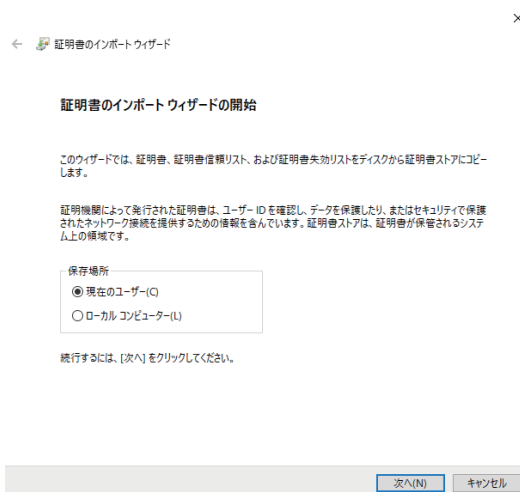 証明書のインポート ウィザード
証明書のインポート ウィザードの開始
このウィザードでは、証明書、証明書信頼リスト、および証明書失効リストをディスクから証明書ストアにコピー
します。
証明機関によって発行された証明書は、ユーザー ID を確認し、データを保護したり、またはセキュリティで保護
されたネットワーク接続を提供するための情報を含んでいます。証明書ストアは、証明書が保管されるシステ
ム上の領域です。
保存場所
現在のユーザー(C)
ローカル コンピューター(L)
続行するには、[次へ] をクリックしてください。
次へ(N) キャンセル